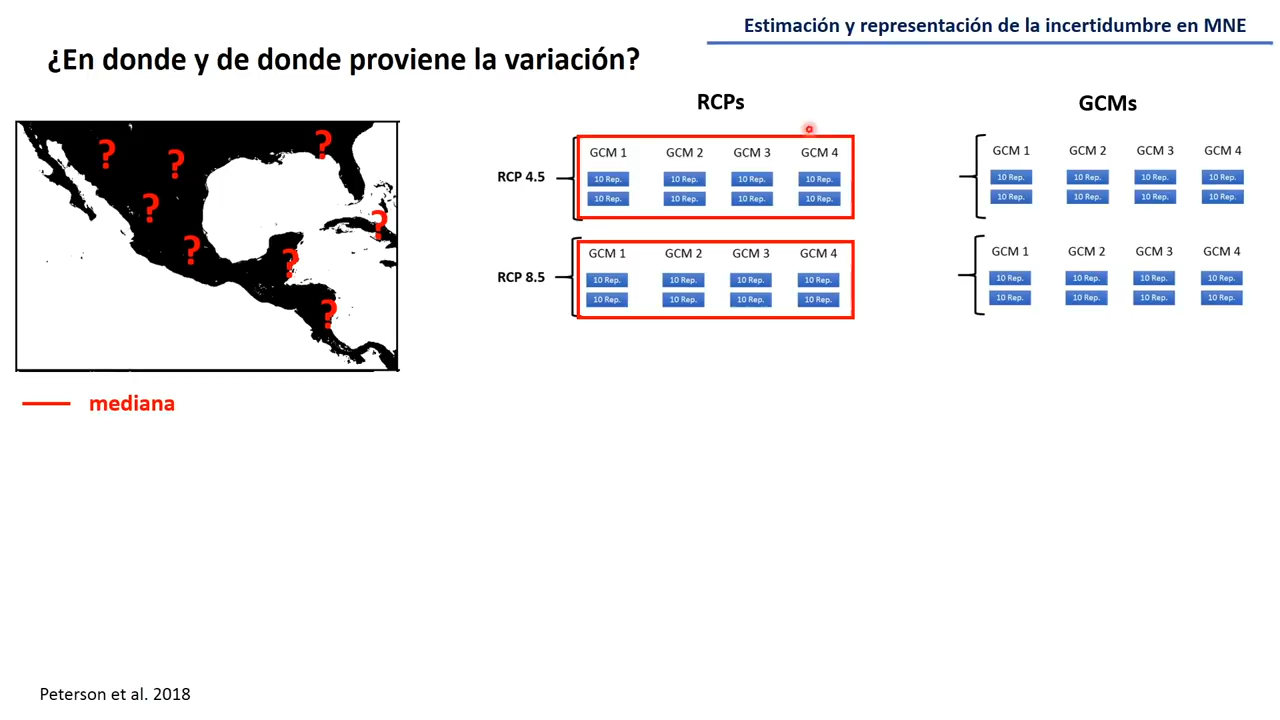 Estimación y representación de la incertidumbre en MNE
¿En donde y de donde proviene la variación?
? ? ? ? ? ? ? ?
mediana
RCPs
RCP 4.5
GCM 1 GCM 2 GCM 3 GCM 4
10 Rep. 10 Rep. 10 Rep. 10 Rep.
10 Rep. 10 Rep. 10 Rep. 10 Rep.
RCP 8.5
GCM 1 GCM 2 GCM 3 GCM 4
10 Rep. 10 Rep. 10 Rep. 10 Rep.
10 Rep. 10 Rep. 10 Rep. 10 Rep.
GCMs
GCM 1 GCM 2 GCM 3 GCM 4
10 Rep. 10 Rep. 10 Rep. 10 Rep.
10 Rep. 10 Rep. 10 Rep. 10 Rep.
GCM 1 GCM 2 GCM 3 GCM 4
10 Rep. 10 Rep. 10 Rep. 10 Rep.
10 Rep. 10 Rep. 10 Rep. 10 Rep.
Peterson et al. 2018